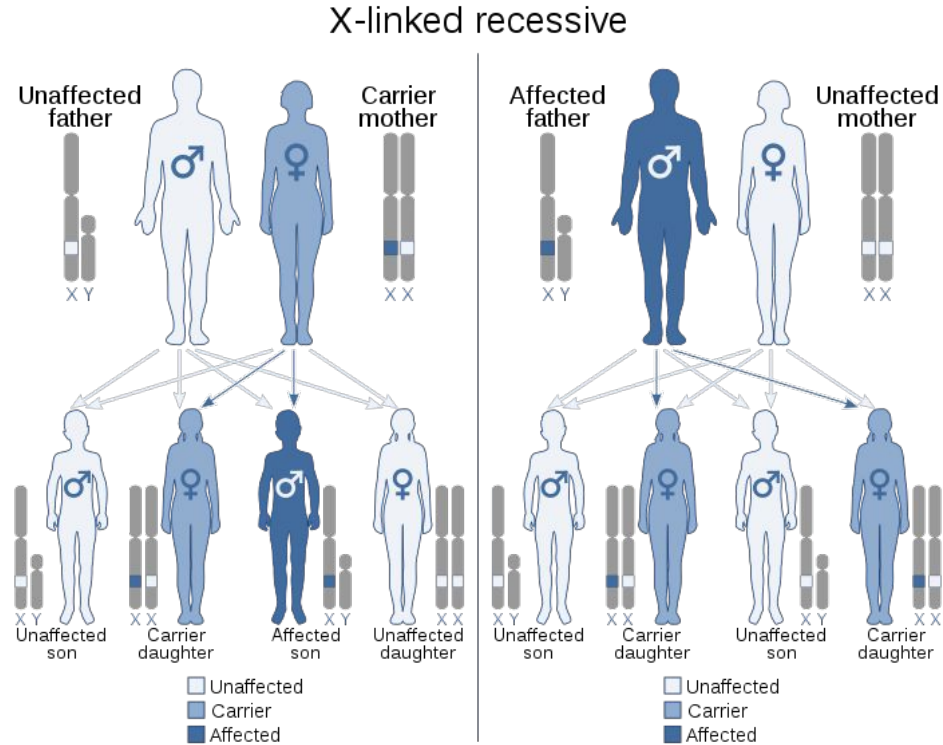 X-linked recessive
Unaffected
father
X Y
Carrier
mother
X X
Unaffected
son
X Y
Carrier
daughter
X X
Affected
son
X Y
Unaffected
daughter
X X
Unaffected
Carrier
Affected
Affected
father
X Y
Unaffected
mother
X X
Unaffected
son
X Y
Carrier
daughter
X X
Unaffected
son
X Y
Carrier
daughter
X X
Unaffected
Carrier
Affected